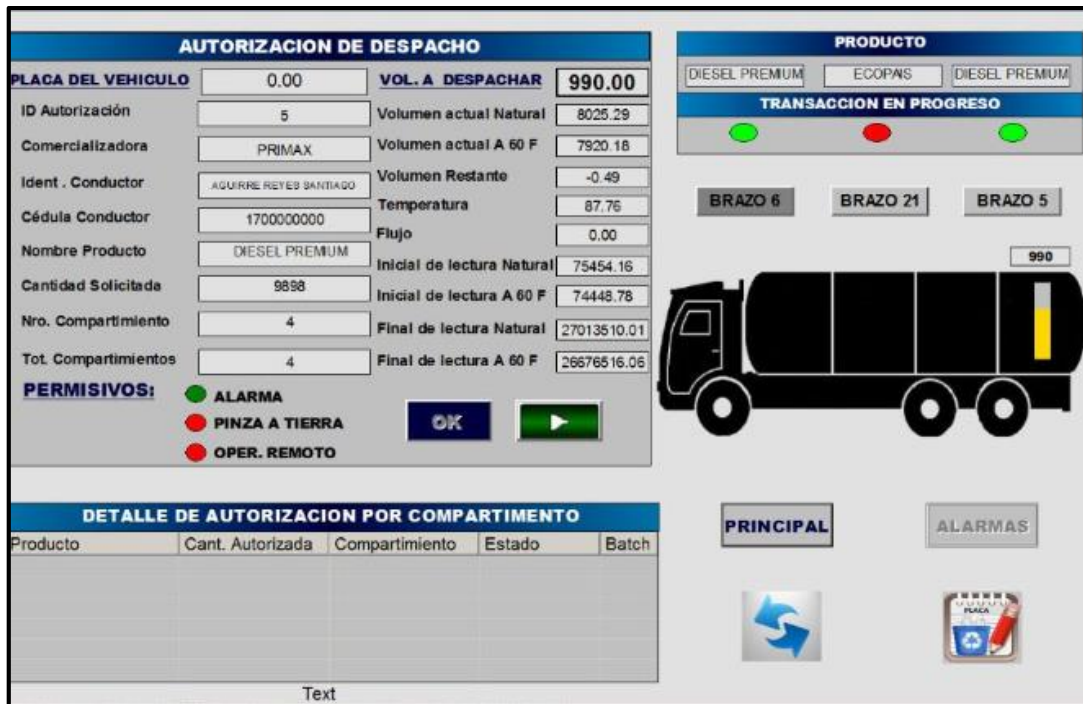 AUTORIZACION DE DESPACHO
PLACA DEL VEHICULO 0.00 VOL. A DESPACHAR 990.00
ID Autorización 5 Volumen actual Natural 8025.29
Comercializadora PRIMAX Volumen actual A 60 F 7920.18
Ident . Conductor AGUIRRE REYES SANTIAGO Volumen Restante -0.49
Cédula Conductor 1700000000 Temperatura 87.76
Nombre Producto DIESEL PREMIUM Flujo 0.00
Cantidad Solicitada 9898 Inicial de lectura Natural 75454.16
Nro. Compartimiento 4 Inicial de lectura A 60 F 74448.78
Tot. Compartimientos 4 Final de lectura Natural 27013510.01
Final de lectura A 60 F 26676516.06
PERMISIVOS:
ALARMA
PINZA A TIERRA
OPER. REMOTO
OK
PRODUCTO
DIESEL PREMIUM ECOPAIS DIESEL PREMIUM
TRANSACCION EN PROGRESO
BRAZO 6 BRAZO 21 BRAZO 5
990
DETALLE DE AUTORIZACION POR COMPARTIMENTO
Producto Cant. Autorizada Compartimiento Estado Batch
Text
PRINCIPAL ALARMAS
PLACA